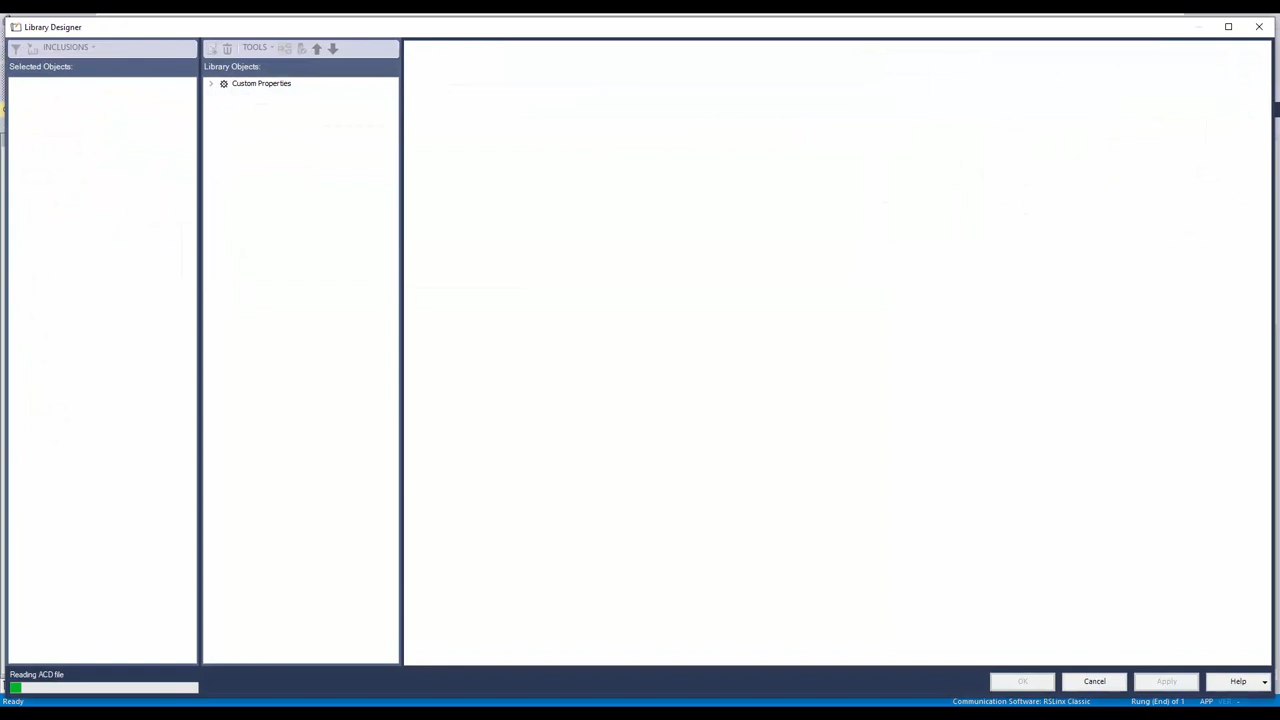 Library Designer
INCLUSIONS
TOOLS
Selected Objects:
Library Objects:
Custom Properties
Reading ACD file
OK
Cancel
Apply
Help
Ready
Communication Software: RSLinx Classic
Rung (End) of 1
APP
VER